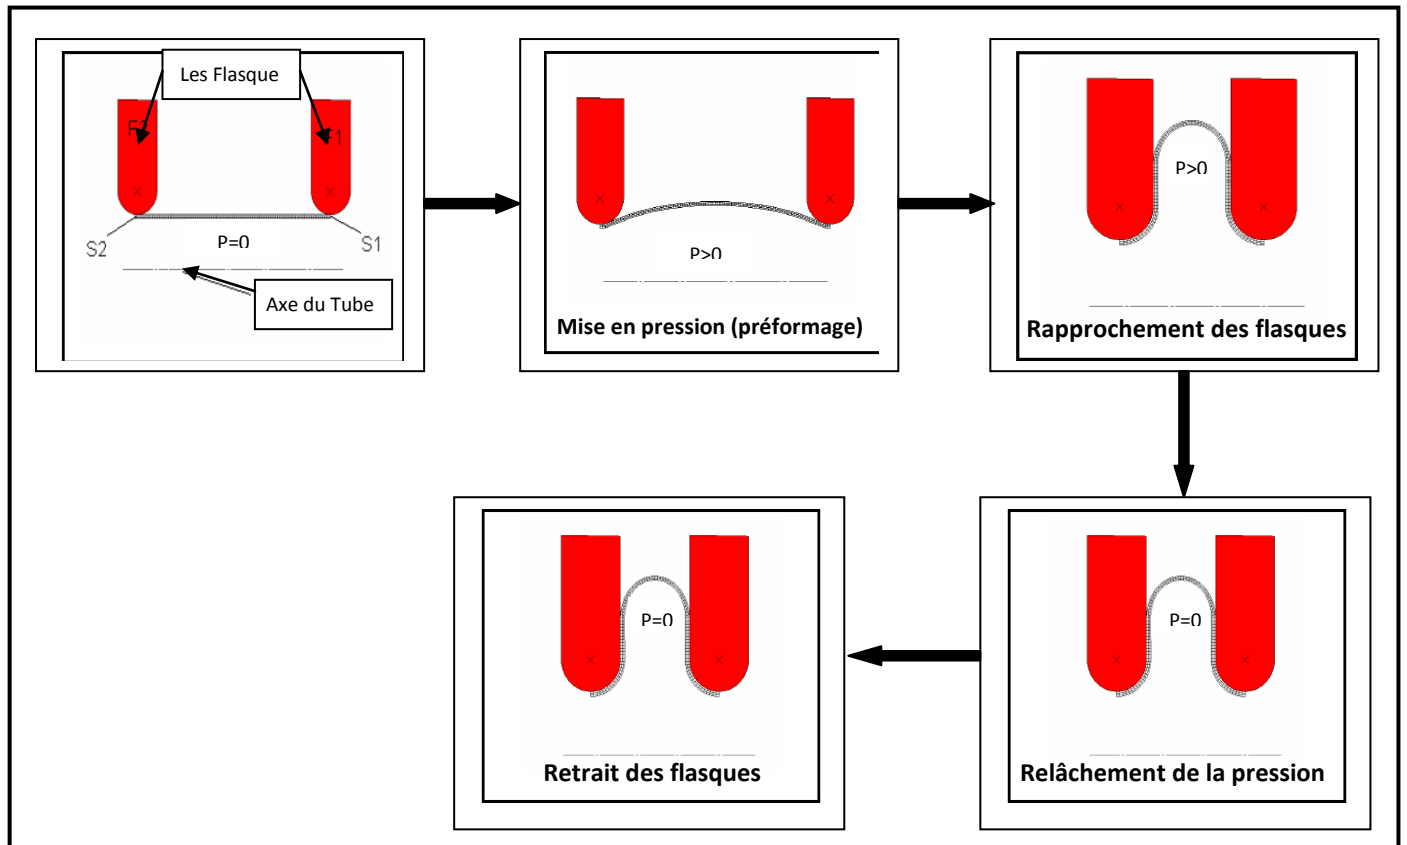 Les Flasque
F2
F1
S2
P=0
S1
Axe du Tube
P>0
Mise en pression (préformage)
P>0
Rapprochement des flasques
P=0
Retrait des flasques
P=0
Relâchement de la pression